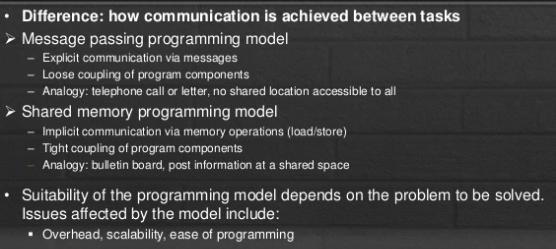 • Difference: how communication is achieved between tasks
➢ Message passing programming model
– Explicit communication via messages
– Loose coupling of program components
– Analogy: telephone call or letter, no shared location accessible to all
➢ Shared memory programming model
– Implicit communication via memory operations (load/store)
– Tight coupling of program components
– Analogy: bulletin board, post information at a shared space
• Suitability of the programming model depends on the problem to be solved.
Issues affected by the model include:
▪ Overhead, scalability, ease of programming